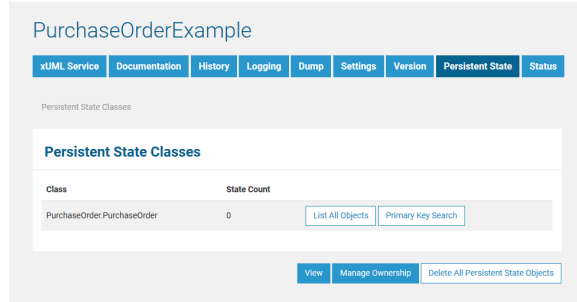 PurchaseOrderExample
xUML Service Documentation History Logging Dump Settings Version Persistent State Status
Persistent State Classes
Persistent State Classes
Class State Count
PurchaseOrder.PurchaseOrder 0 List All Objects Primary Key Search
View Manage Ownership Delete All Persistent State Objects